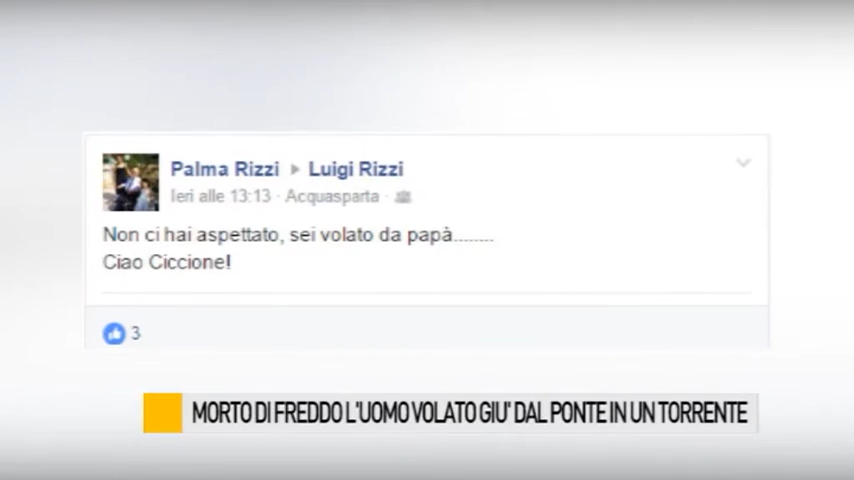 Palma Rizzi ▸ Luigi Rizzi
Ieri alle 13:13 · Acquasparta ·
Non ci hai aspettato, sei volato da papà........
Ciao Ciccione!
3
MORTO DI FREDDO L'UOMO VOLATO GIU' DAL PONTE IN UN TORRENTE